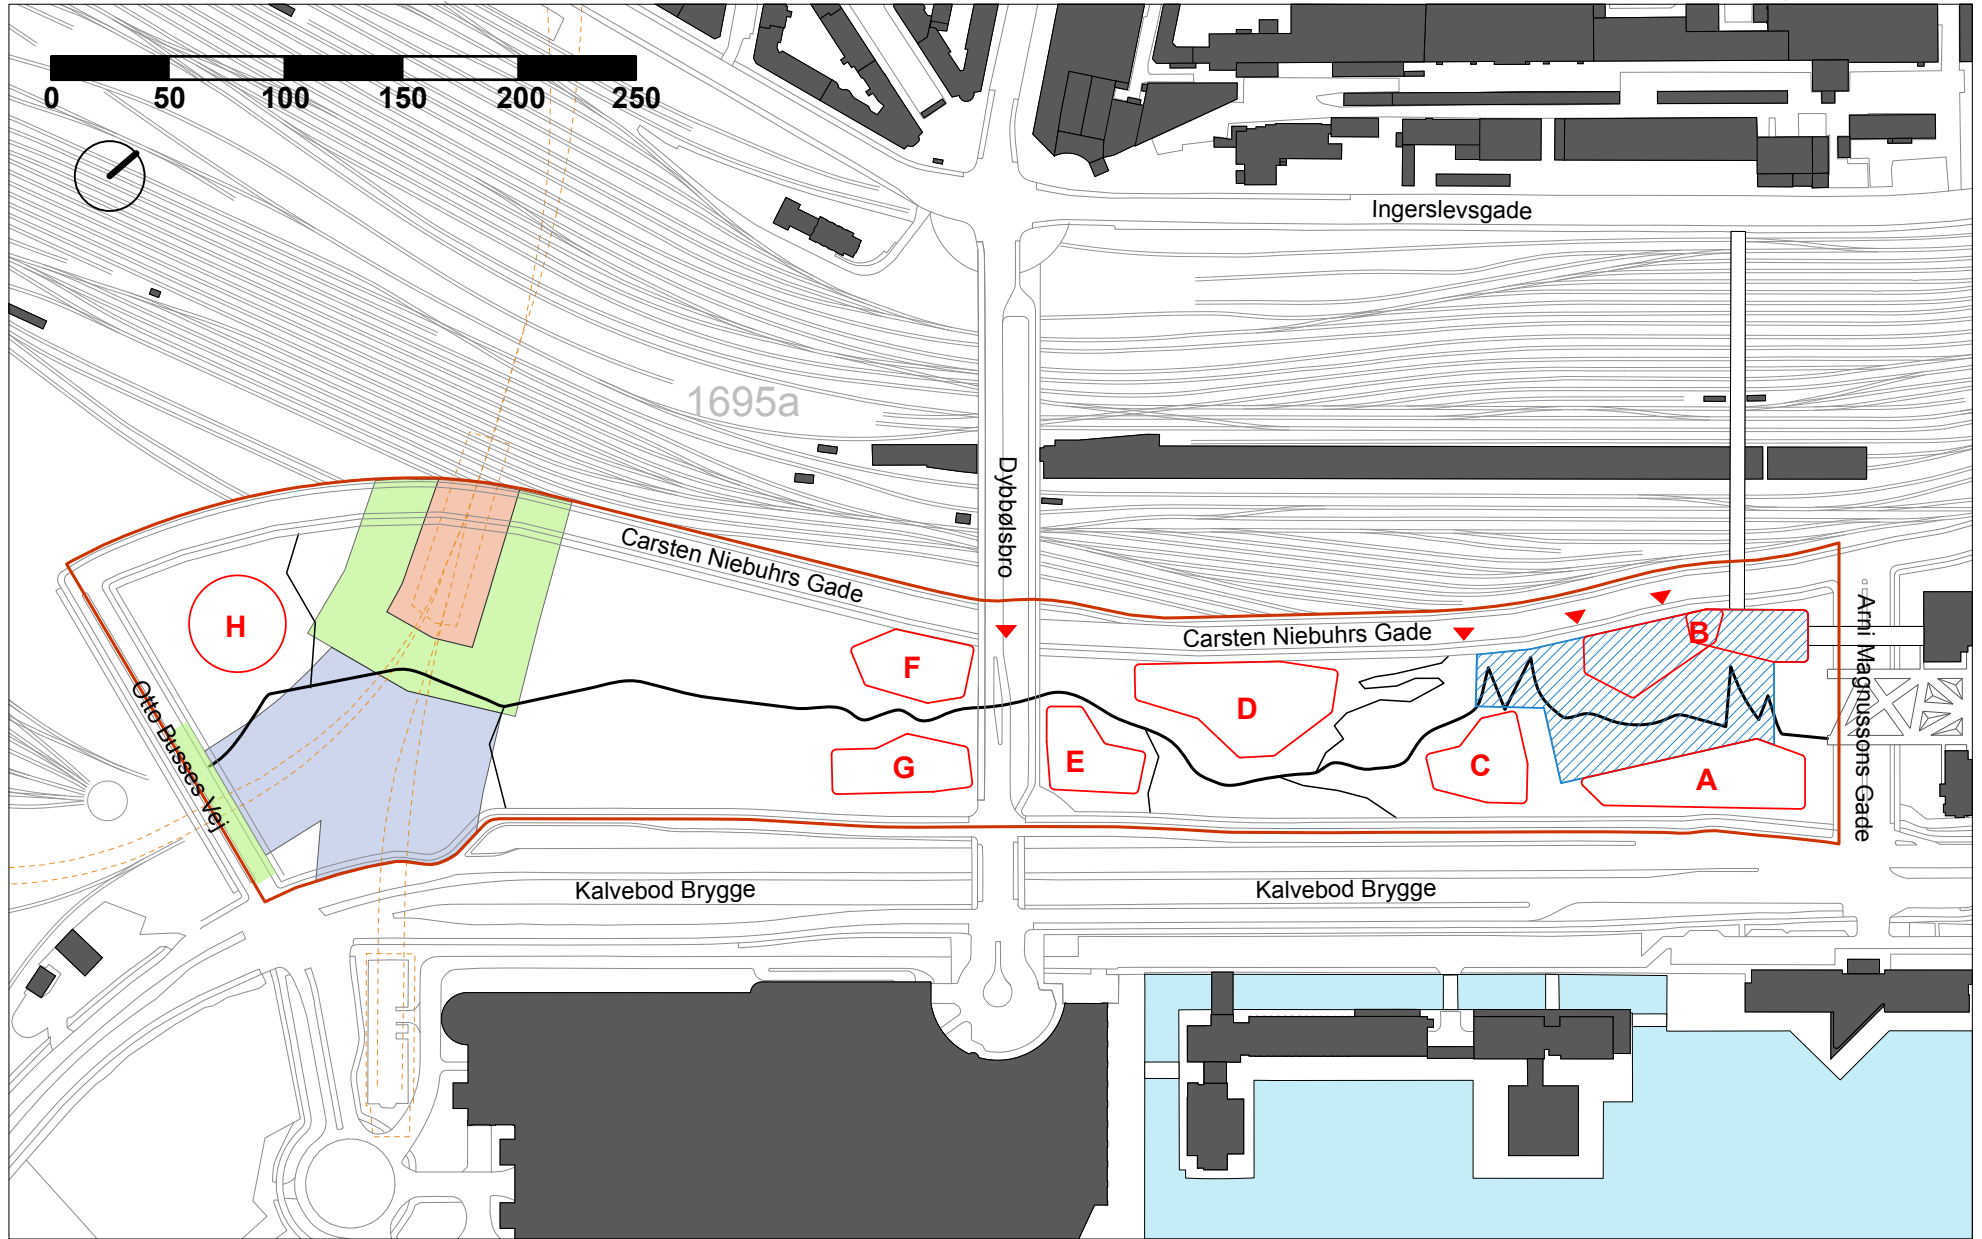 0 50 100 150 200 250
Ingerslevsgade
1695a
Dybbølsbro
Carsten Niebuhrs Gade
Carsten Niebuhrs Gade
Arni Magnussons Gade
H
B
F
D
G
E
C
A
Otto Busses Vej
Kalvebod Brygge
Kalvebod Brygge